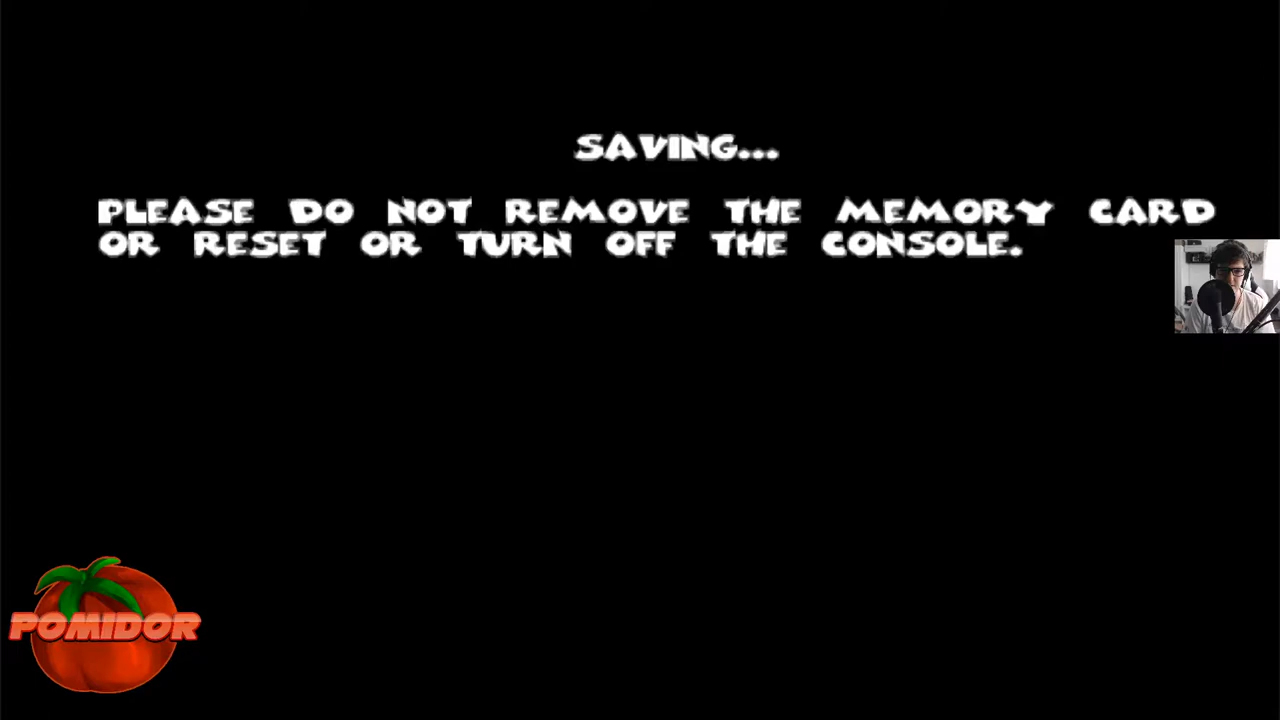 SAVING...
PLEASE DO NOT REMOVE THE MEMORY CARD
OR RESET OR TURN OFF THE CONSOLE.
POMIDOR